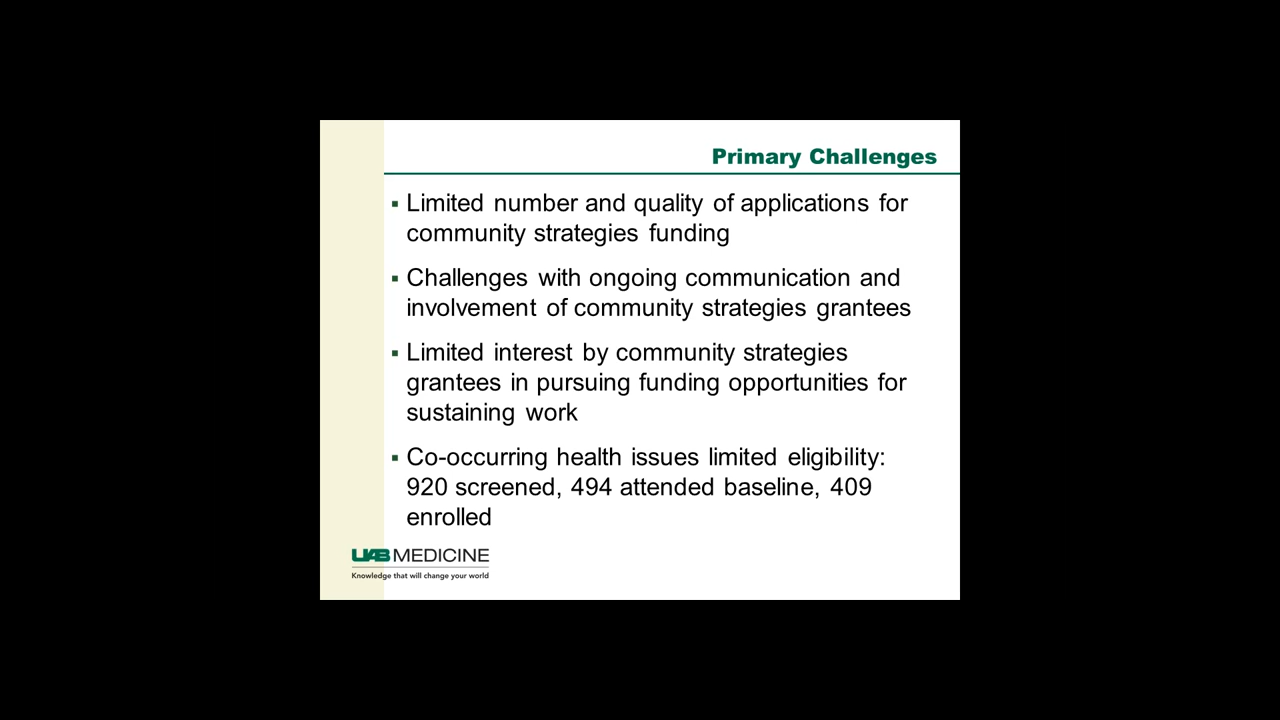 Primary Challenges
▪ Limited number and quality of applications for
community strategies funding
▪ Challenges with ongoing communication and
involvement of community strategies grantees
▪ Limited interest by community strategies
grantees in pursuing funding opportunities for
sustaining work
▪ Co-occurring health issues limited eligibility:
920 screened, 494 attended baseline, 409
enrolled
UAB MEDICINE
Knowledge that will change your world